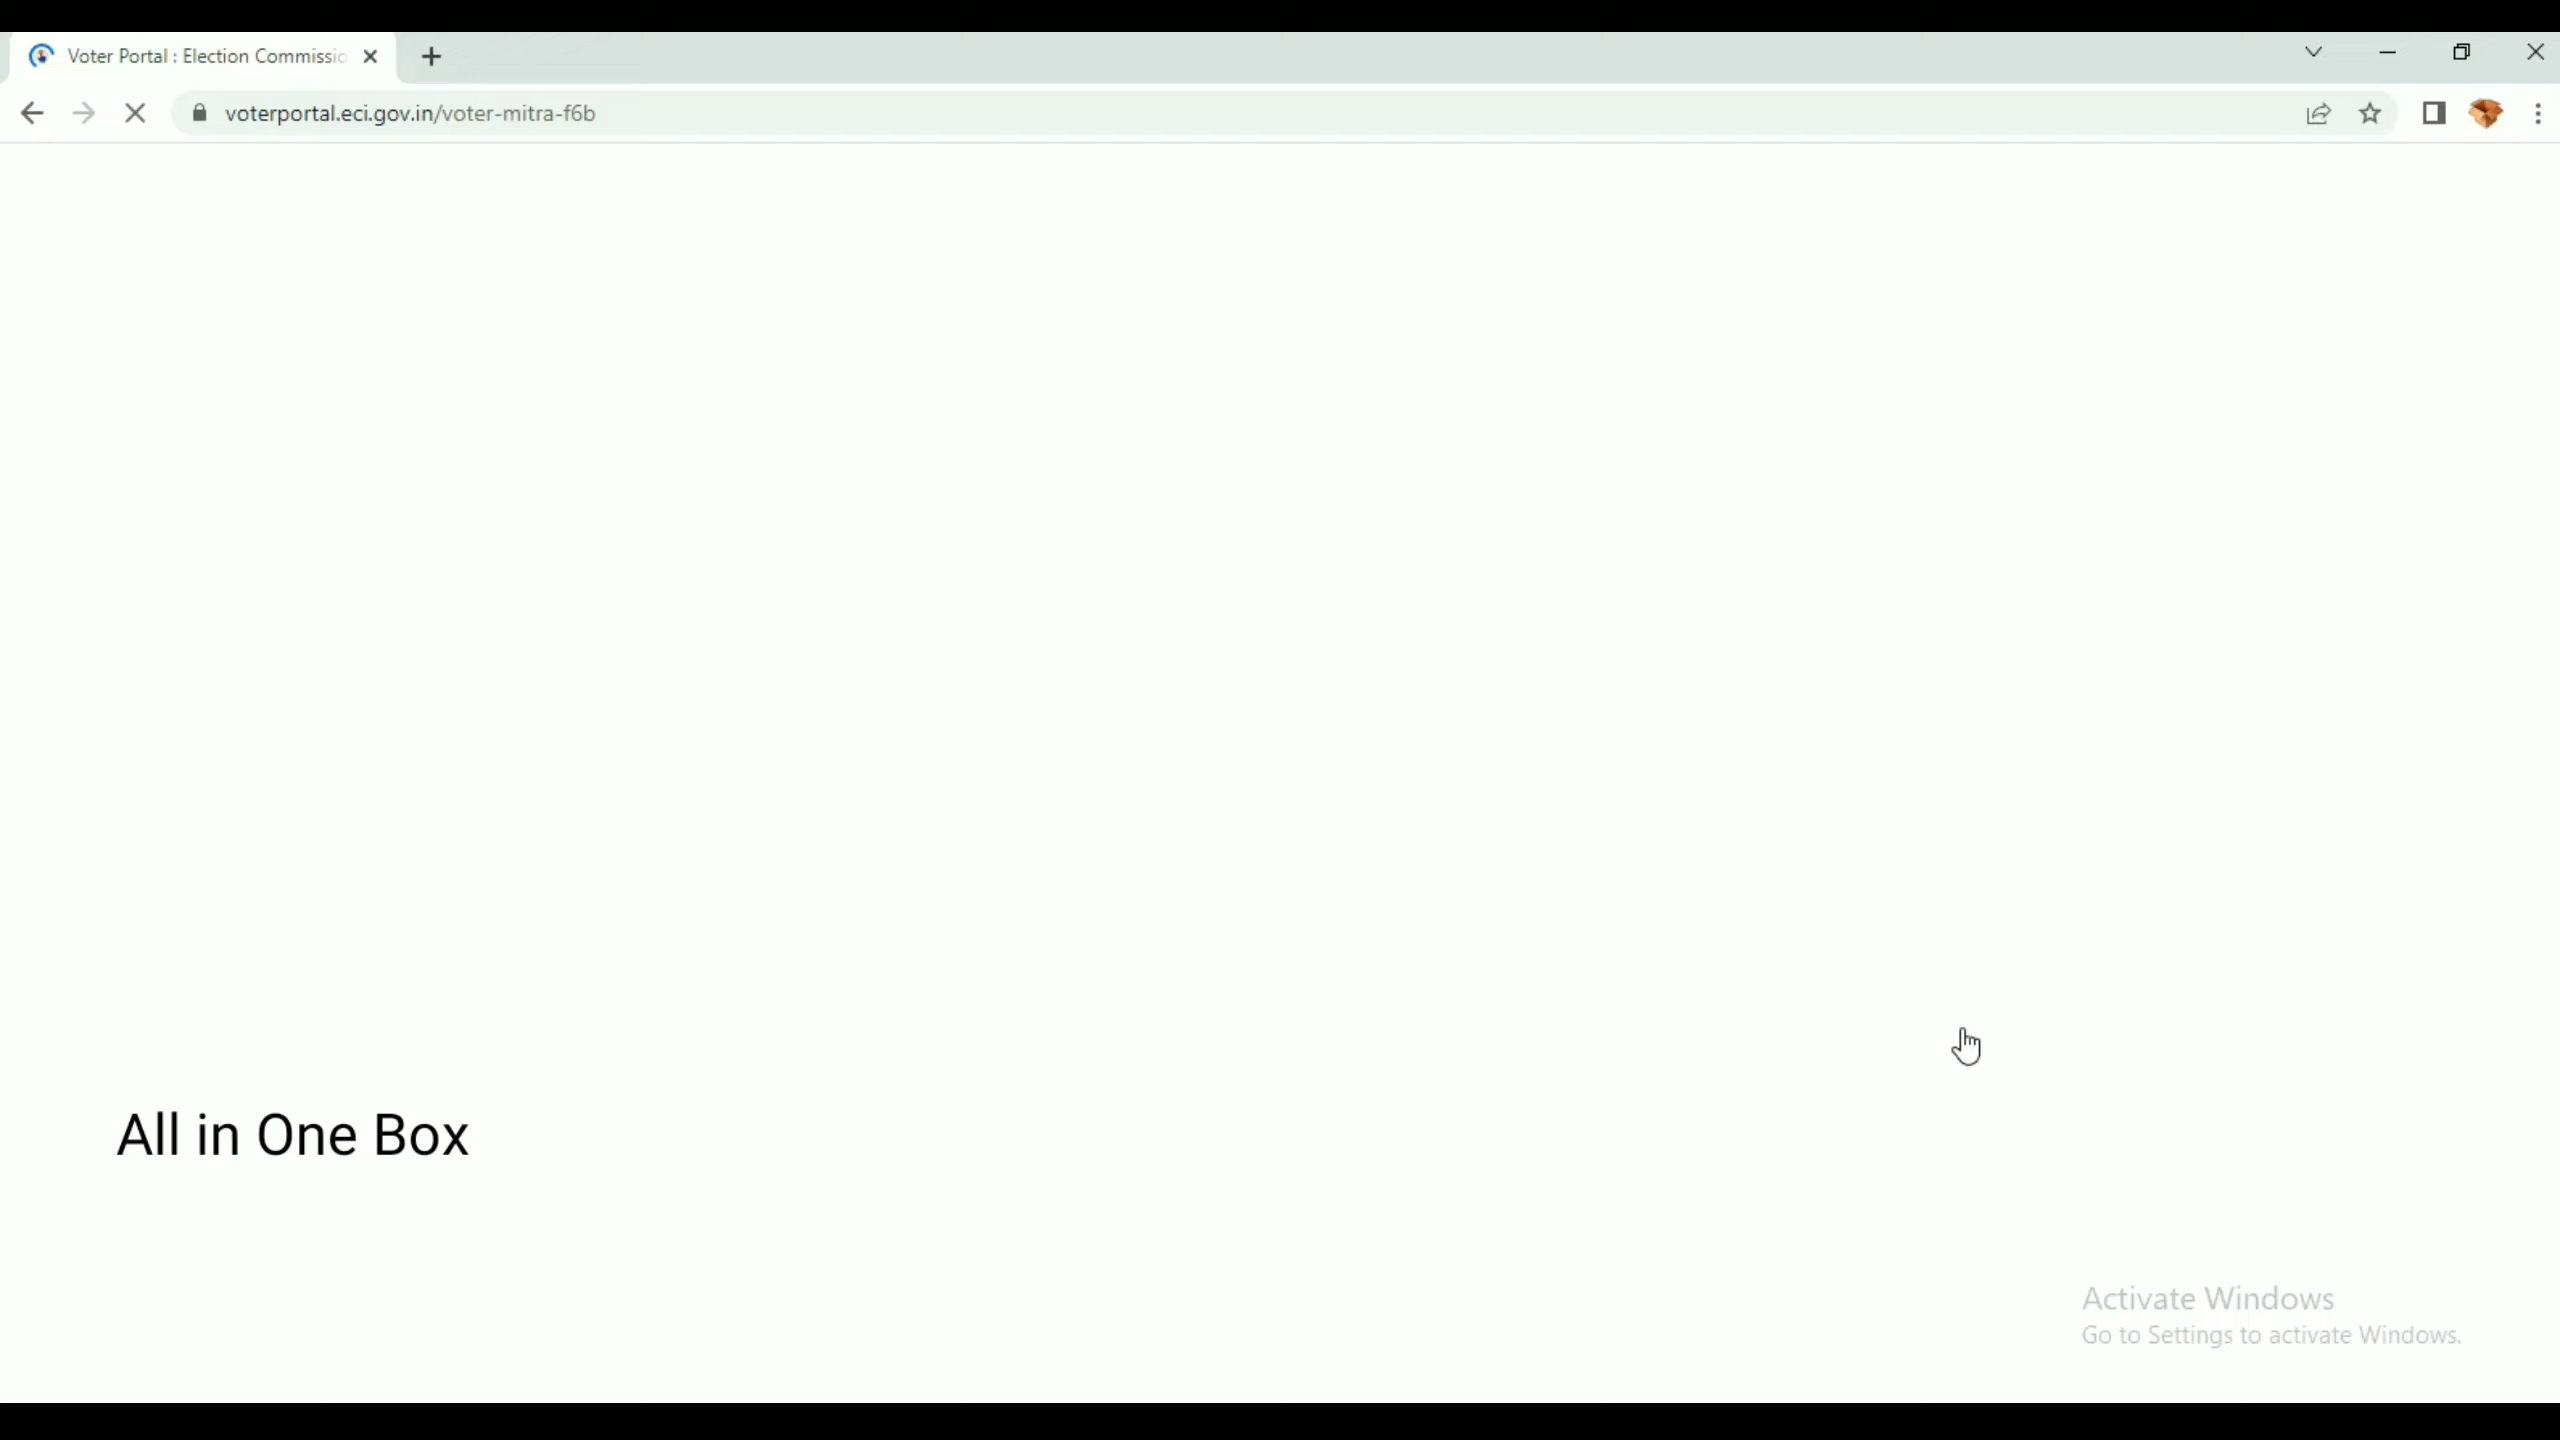 Voter Portal : Election Commissio
voterportal.eci.gov.in/voter-mitra-f6b
All in One Box
Activate Windows
Go to Settings to activate Windows.